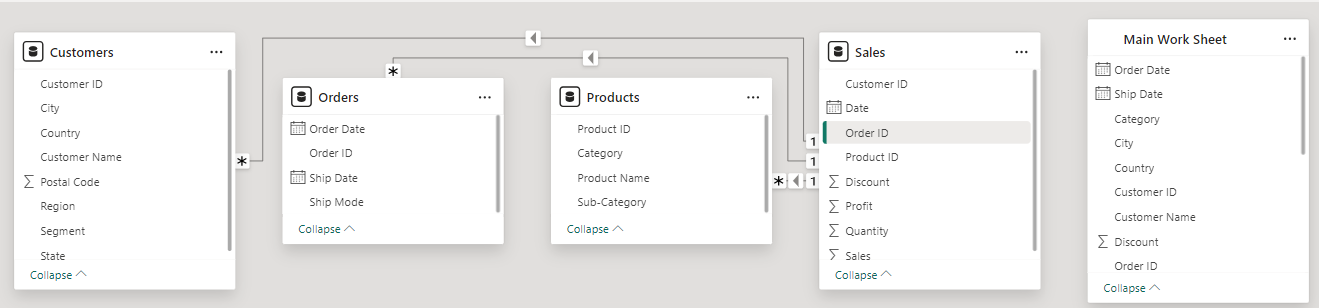 Customers
Customer ID
City
Country
Customer Name
Postal Code
Region
Segment
State
Collapse
*
*
Orders
Order Date
Order ID
Ship Date
Ship Mode
Collapse
Products
Product ID
Category
Product Name
Sub-Category
Collapse
*
1
1
1
Sales
Customer ID
Date
Order ID
Product ID
Discount
Profit
Quantity
Sales
Collapse
Main Work Sheet
Order Date
Ship Date
Category
City
Country
Customer ID
Customer Name
Discount
Order ID
Collapse